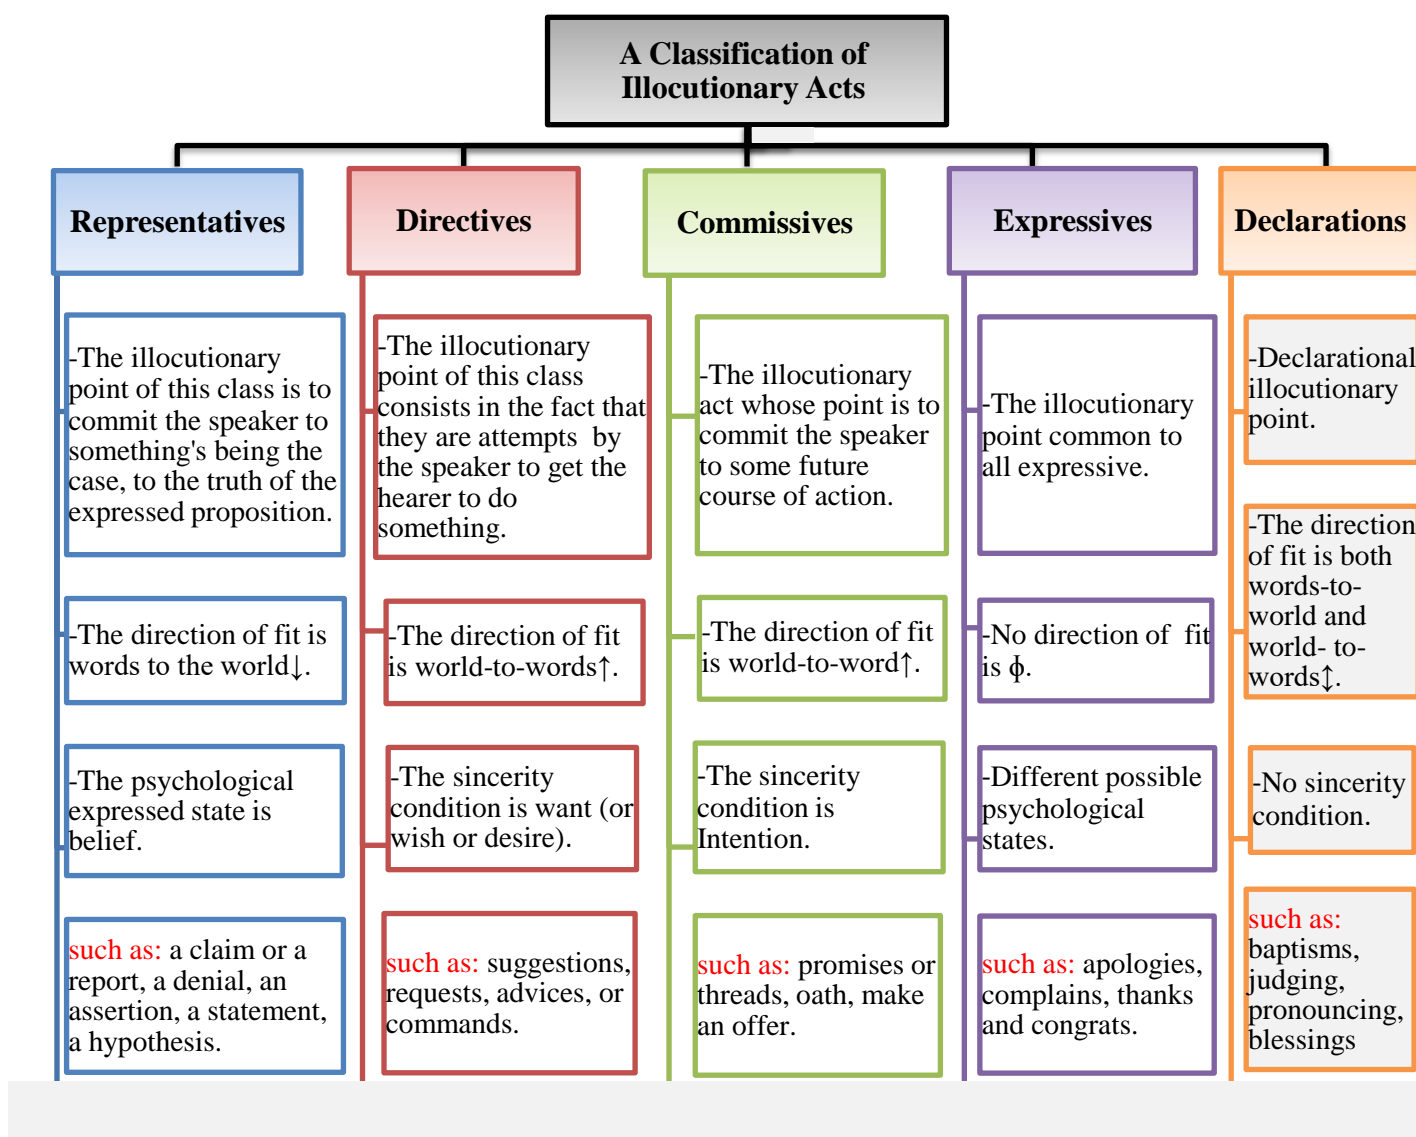 A Classification of
Illocutionary Acts
Representatives
-The illocutionary
point of this class is to
commit the speaker to
something's being the
case, to the truth of the
expressed proposition.
-The direction of fit is
words to the world↓.
-The psychological
expressed state is
belief.
such as: a claim or a
report, a denial, an
assertion, a statement,
a hypothesis.
Directives
-The illocutionary
point of this class
consists in the fact that
they are attempts by
the speaker to get the
hearer to do
something.
-The direction of fit
is world-to-words↑.
-The sincerity
condition is want (or
wish or desire).
such as: suggestions,
requests, advices, or
commands.
Commissives
-The illocutionary
act whose point is to
commit the speaker
to some future
course of action.
-The direction of fit
is world-to-word↑.
-The sincerity
condition is
Intention.
such as: promises or
threads, oath, make
an offer.
Expressives
-The illocutionary
point common to
all expressive.
-No direction of fit
is ϕ.
-Different possible
psychological
states.
such as: apologies,
complains, thanks
and congrats.
Declarations
-Declarational
illocutionary
point.
-The direction
of fit is both
words-to-
world and
world- to-
words↕.
-No sincerity
condition.
such as:
baptisms,
judging,
pronouncing,
blessings